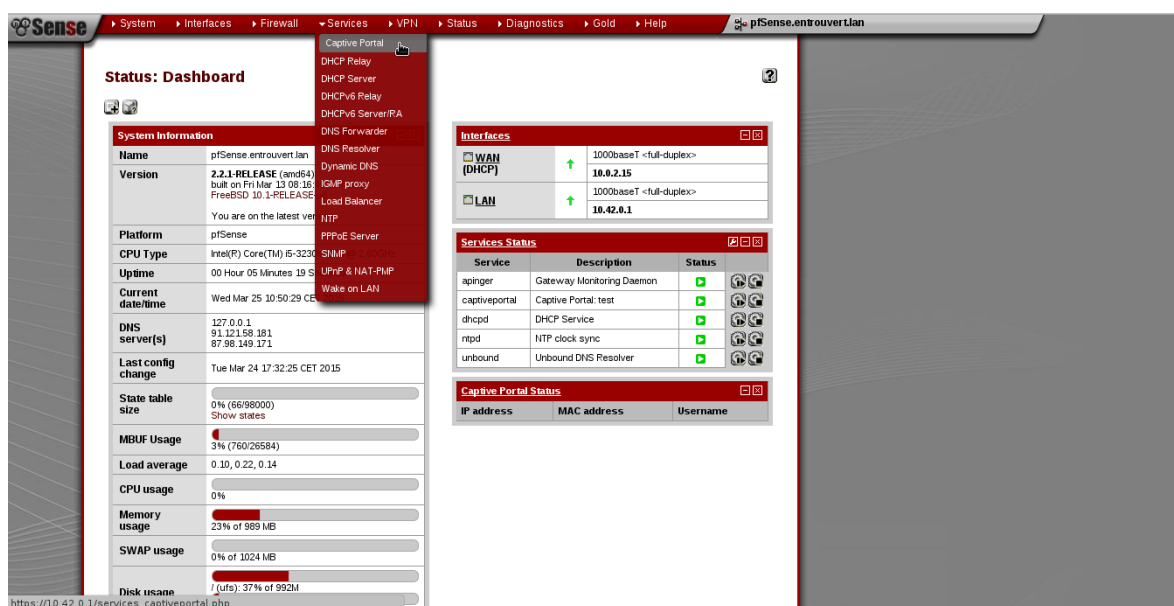 Sense
System Interfaces Firewall Services VPN Status Diagnostics Gold Help
pfSense.entrouvert.lan
Captive Portal
DHCP Relay
DHCP Server
DHCPv6 Relay
DHCPv6 Server/RA
DNS Forwarder
DNS Resolver
Dynamic DNS
IGMP proxy
Load Balancer
NTP
PPPoE Server
SNMP
UPnP & NAT-PMP
Wake on LAN
Status: Dashboard
System Information
Name pfSense.entrouvert.lan
Version 2.2.1-RELEASE (amd64)
built on Fri Mar 13 08:16:
FreeBSD 10.1-RELEASE-
You are on the latest
Platform pfSense
CPU Type Intel(R) Core(TM) i5-3230
Uptime 00 Hour 05 Minutes 19 S
Current
date/time Wed Mar 25 10:50:29 CE
DNS
server(s)
127.0.0.1
91.121.58.181
87.98.149.171
Last config
change Tue Mar 24 17:32:25 CET 2015
State table
size
0% (66/98000)
Show states
MBUF Usage
3% (760/26584)
Load average 0.10, 0.22, 0.14
CPU usage
0%
Memory
usage
23% of 989 MB
SWAP usage
0% of 1024 MB
Disk usage
/ (ufs): 37% of 992M
Interfaces
WAN
(DHCP)
1000baseT <full-duplex>
10.0.2.15
LAN
1000baseT <full-duplex>
10.42.0.1
Services Status
Service Description Status
apinger Gateway Monitoring Daemon
captiveportal Captive Portal: test
dhcpd DHCP Service
ntpd NTP clock sync
unbound Unbound DNS Resolver
Captive Portal Status
IP address MAC address Username
https://10.42.0.1/services_captiveportal.php